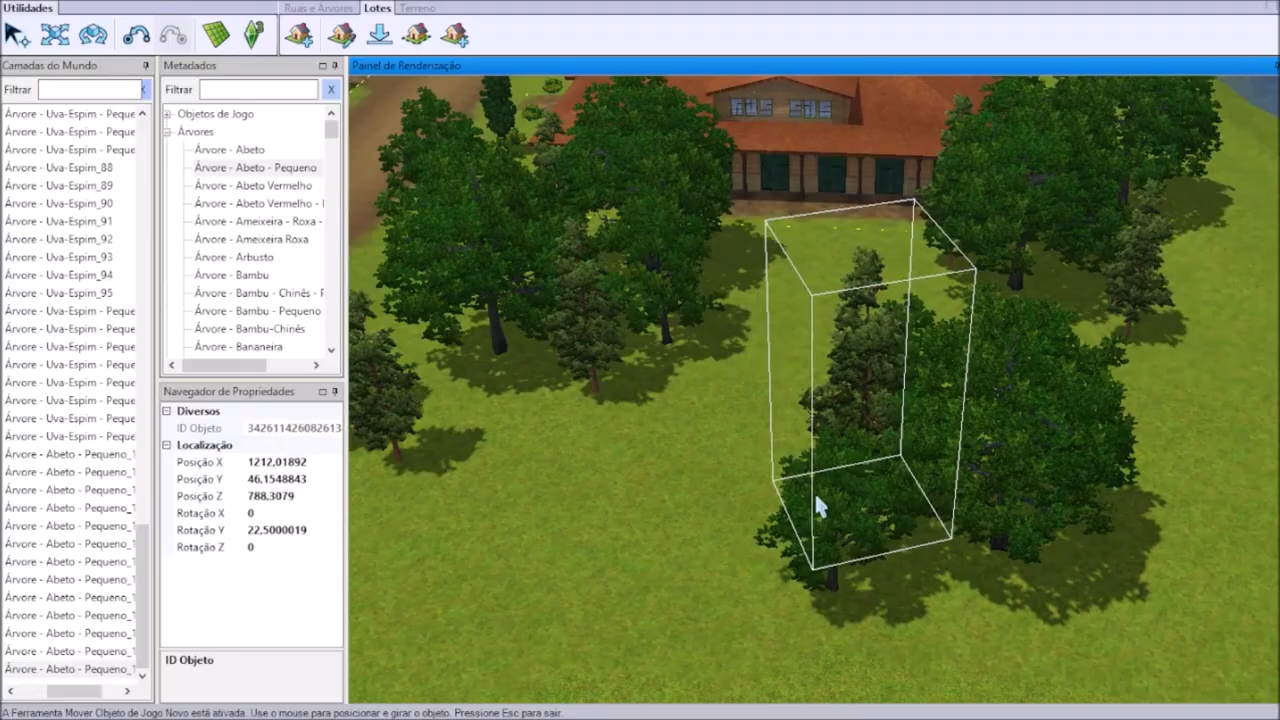 Utilidades
Ruas e Árvores
Lotes
Terreno
Camadas do Mundo
Filtrar
Árvore - Uva-Espim - Peque
Árvore - Uva-Espim - Peque
Árvore - Uva-Espim - Peque
Árvore - Uva-Espim_88
Árvore - Uva-Espim_89
Árvore - Uva-Espim_90
Árvore - Uva-Espim_91
Árvore - Uva-Espim_92
Árvore - Uva-Espim_93
Árvore - Uva-Espim_94
Árvore - Uva-Espim_95
Árvore - Uva-Espim - Peque
Árvore - Uva-Espim - Peque
Árvore - Uva-Espim - Peque
Árvore - Uva-Espim - Peque
Árvore - Uva-Espim - Peque
Árvore - Uva-Espim - Peque
Árvore - Uva-Espim - Peque
Árvore - Uva-Espim - Peque
Árvore - Abeto - Pequeno_1
Árvore - Abeto - Pequeno_1
Árvore - Abeto - Pequeno_1
Árvore - Abeto - Pequeno_1
Árvore - Abeto - Pequeno_1
Árvore - Abeto - Pequeno_1
Árvore - Abeto - Pequeno_1
Árvore - Abeto - Pequeno_1
Árvore - Abeto - Pequeno_1
Árvore - Abeto - Pequeno_1
Árvore - Abeto - Pequeno_1
Árvore - Abeto - Pequeno_1
Árvore - Abeto - Pequeno_1
Metadados
Filtrar X
Objetos de Jogo
Árvores
Árvore - Abeto
Árvore - Abeto - Pequeno
Árvore - Abeto Vermelho
Árvore - Abeto Vermelho -
Árvore - Ameixeira - Roxa -
Árvore - Ameixeira Roxa
Árvore - Arbusto
Árvore - Bambu
Árvore - Bambu - Chinês - P
Árvore - Bambu - Pequeno
Árvore - Bambu-Chinês
Árvore - Bananeira
Navegador de Propriedades
Diversos
ID Objeto 342611426082613
Localização
Posição X 1212,01892
Posição Y 46,1548843
Posição Z 788,3079
Rotação X 0
Rotação Y 22,5000019
Rotação Z 0
ID Objeto
Painel de Renderização
A Ferramenta Mover Objeto de Jogo Novo está ativada. Use o mouse para posicionar e girar o objeto. Pressione Esc para sair.